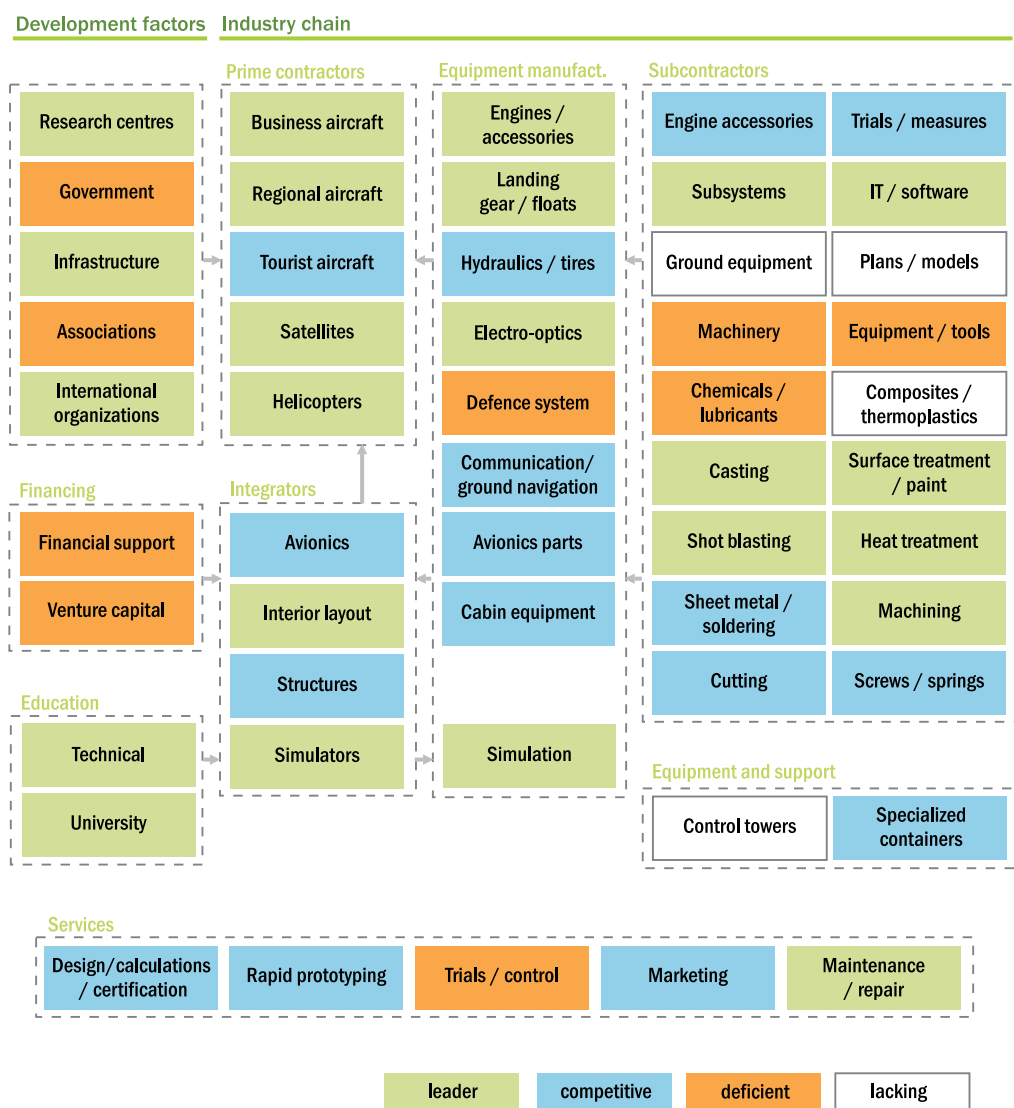 Development factors
Industry chain
Prime contractors
Equipment manufact.
Subcontractors
Research centres
Government
Infrastructure
Associations
International
organizations
Business aircraft
Regional aircraft
Tourist aircraft
Satellites
Helicopters
Engines /
accessories
Landing
gear / floats
Hydraulics / tires
Electro-optics
Defence system
Communication/
ground navigation
Avionics parts
Cabin equipment
Simulation
Engine accessories
Trials / measures
Subsystems
IT / software
Ground equipment
Plans / models
Machinery
Equipment / tools
Chemicals /
lubricants
Composites /
thermoplastics
Casting
Surface treatment
/ paint
Shot blasting
Heat treatment
Sheet metal /
soldering
Machining
Cutting
Screws / springs
Financing
Financial support
Venture capital
Integrators
Avionics
Interior layout
Structures
Simulators
Education
Technical
University
Equipment and support
Control towers
Specialized
containers
Services
Design/calculations
/ certification
Rapid prototyping
Trials / control
Marketing
Maintenance
/ repair
leader
competitive
deficient
lacking